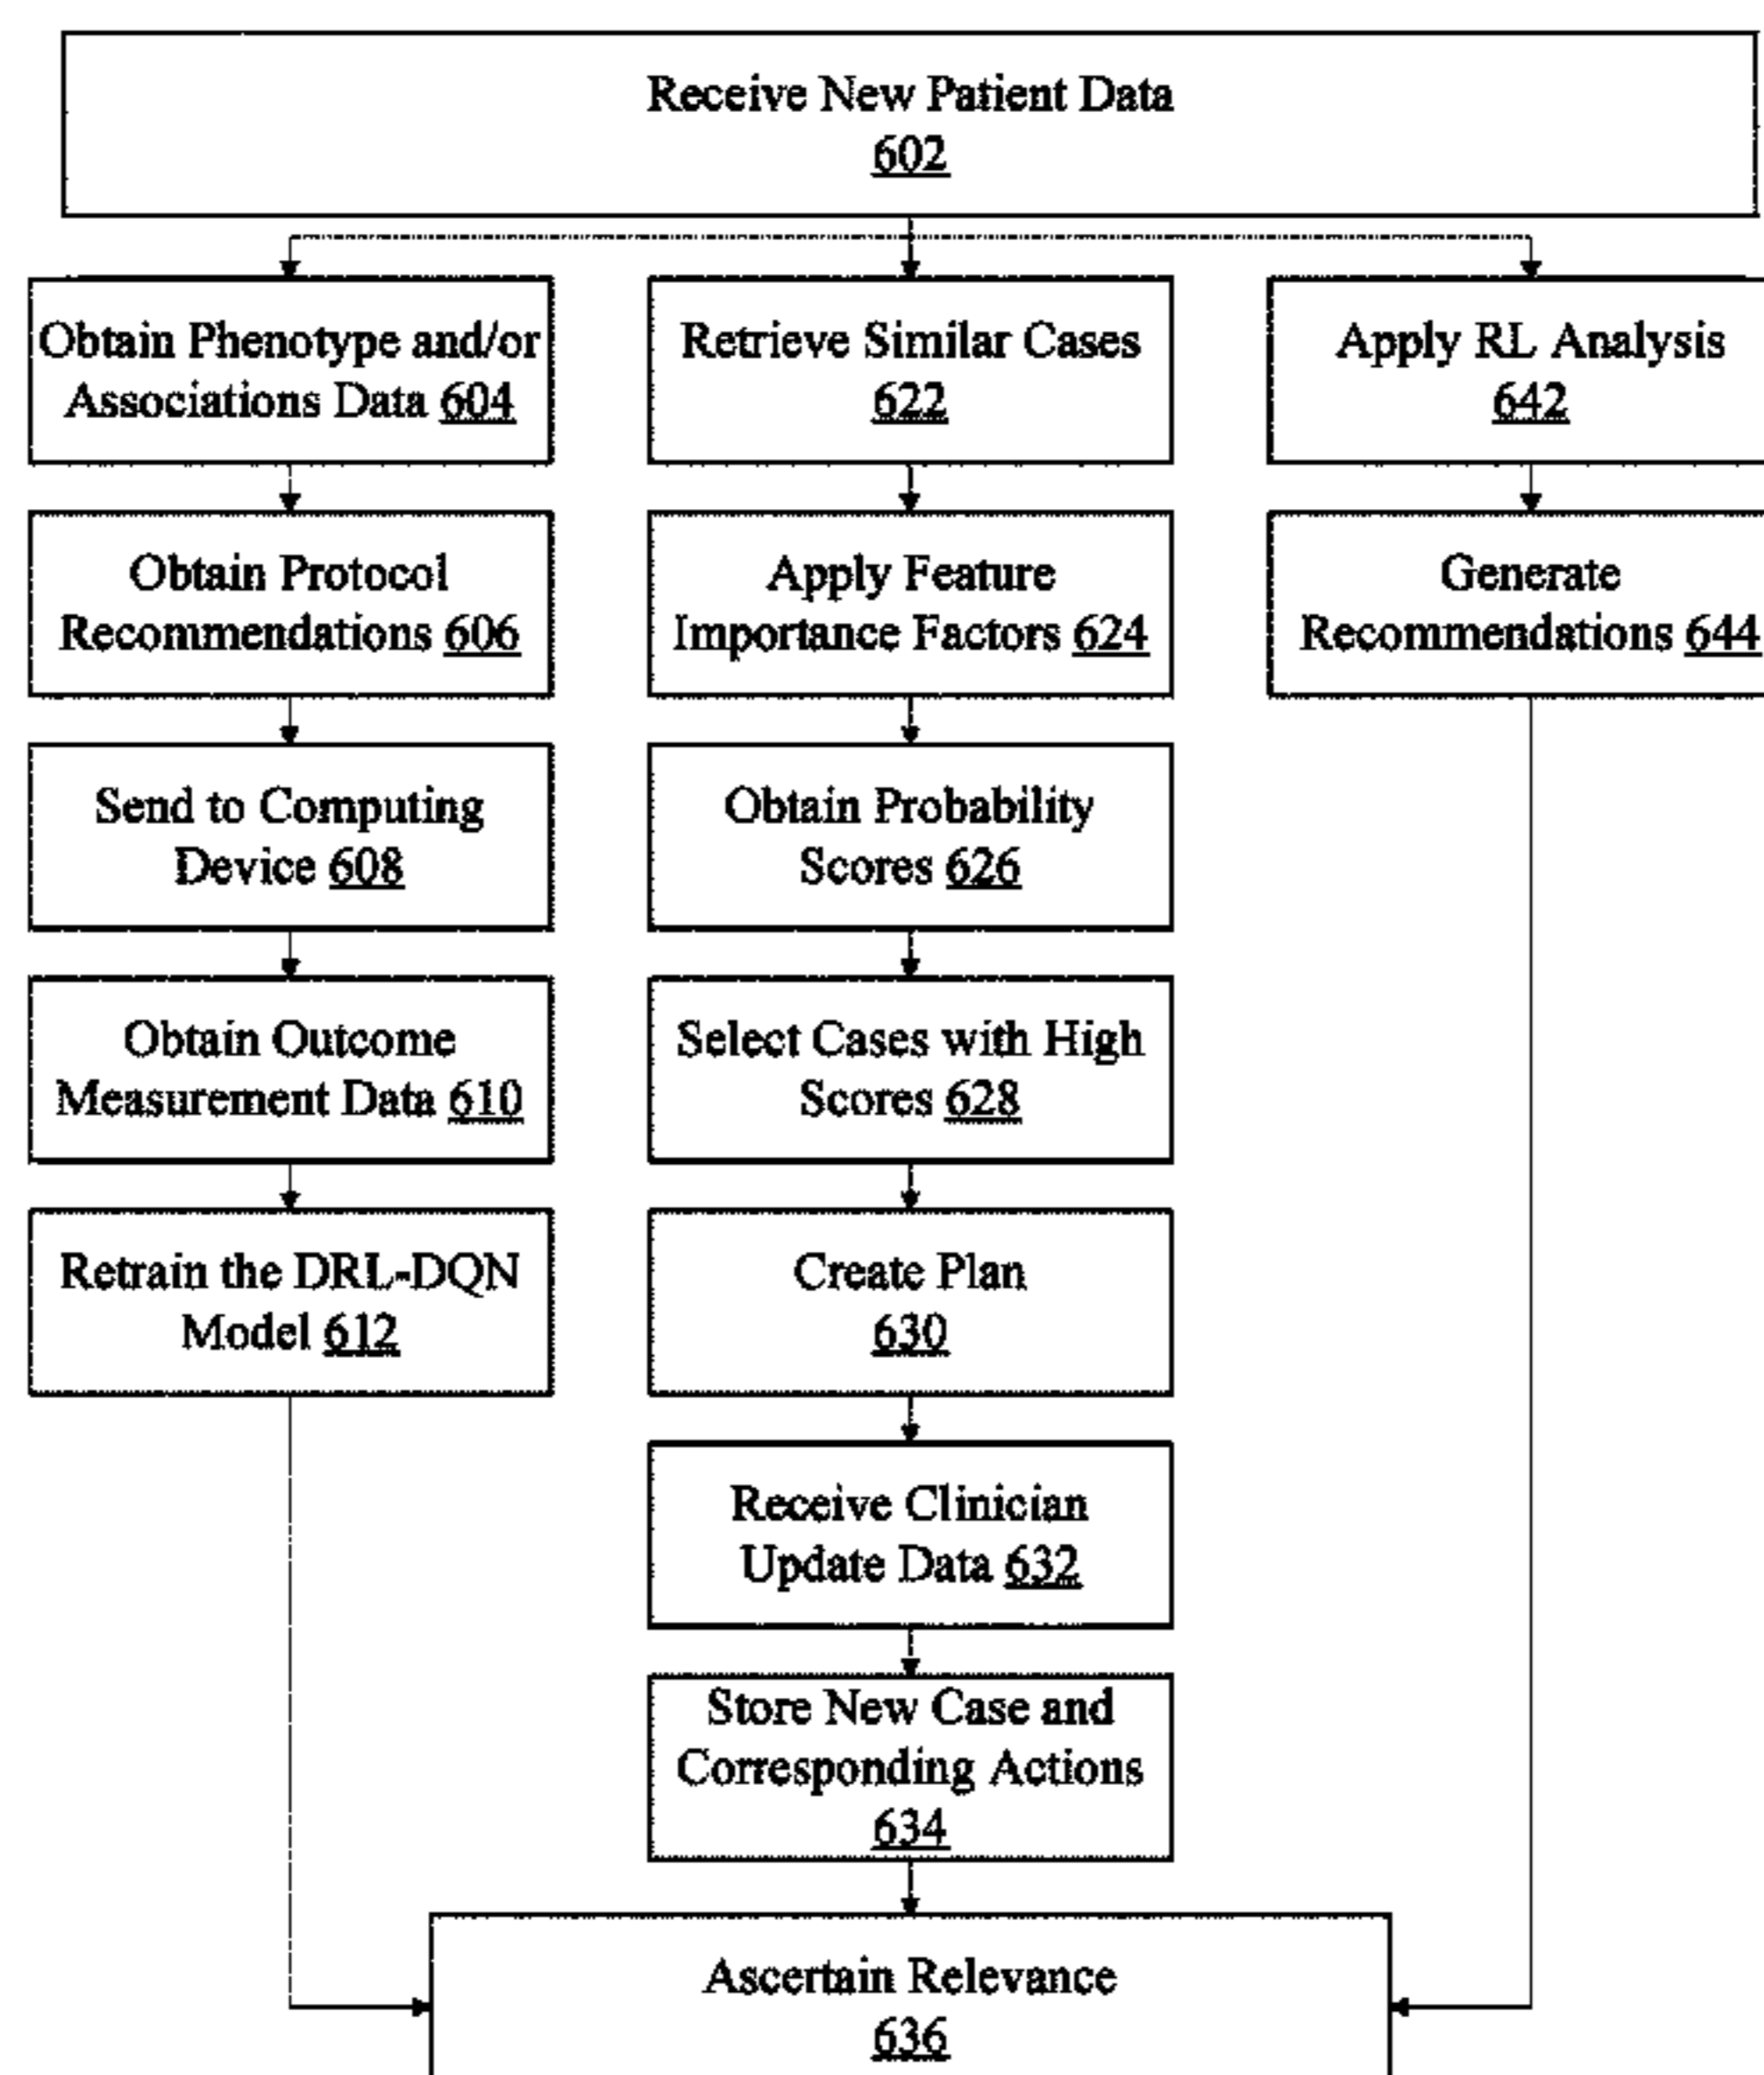 Receive New Patient Data
602
Obtain Phenotype and/or
Associations Data 604
Obtain Protocol
Recommendations 606
Send to Computing
Device 608
Obtain Outcome
Measurement Data 610
Retrain the DRL-DQN
Model 612
Retrieve Similar Cases
622
Apply Feature
Importance Factors 624
Obtain Probability
Scores 626
Select Cases with High
Scores 628
Create Plan
630
Receive Clinician
Update Data 632
Store New Case and
Corresponding Actions
634
Apply RL Analysis
642
Generate
Recommendations 644
Ascertain Relevance
636